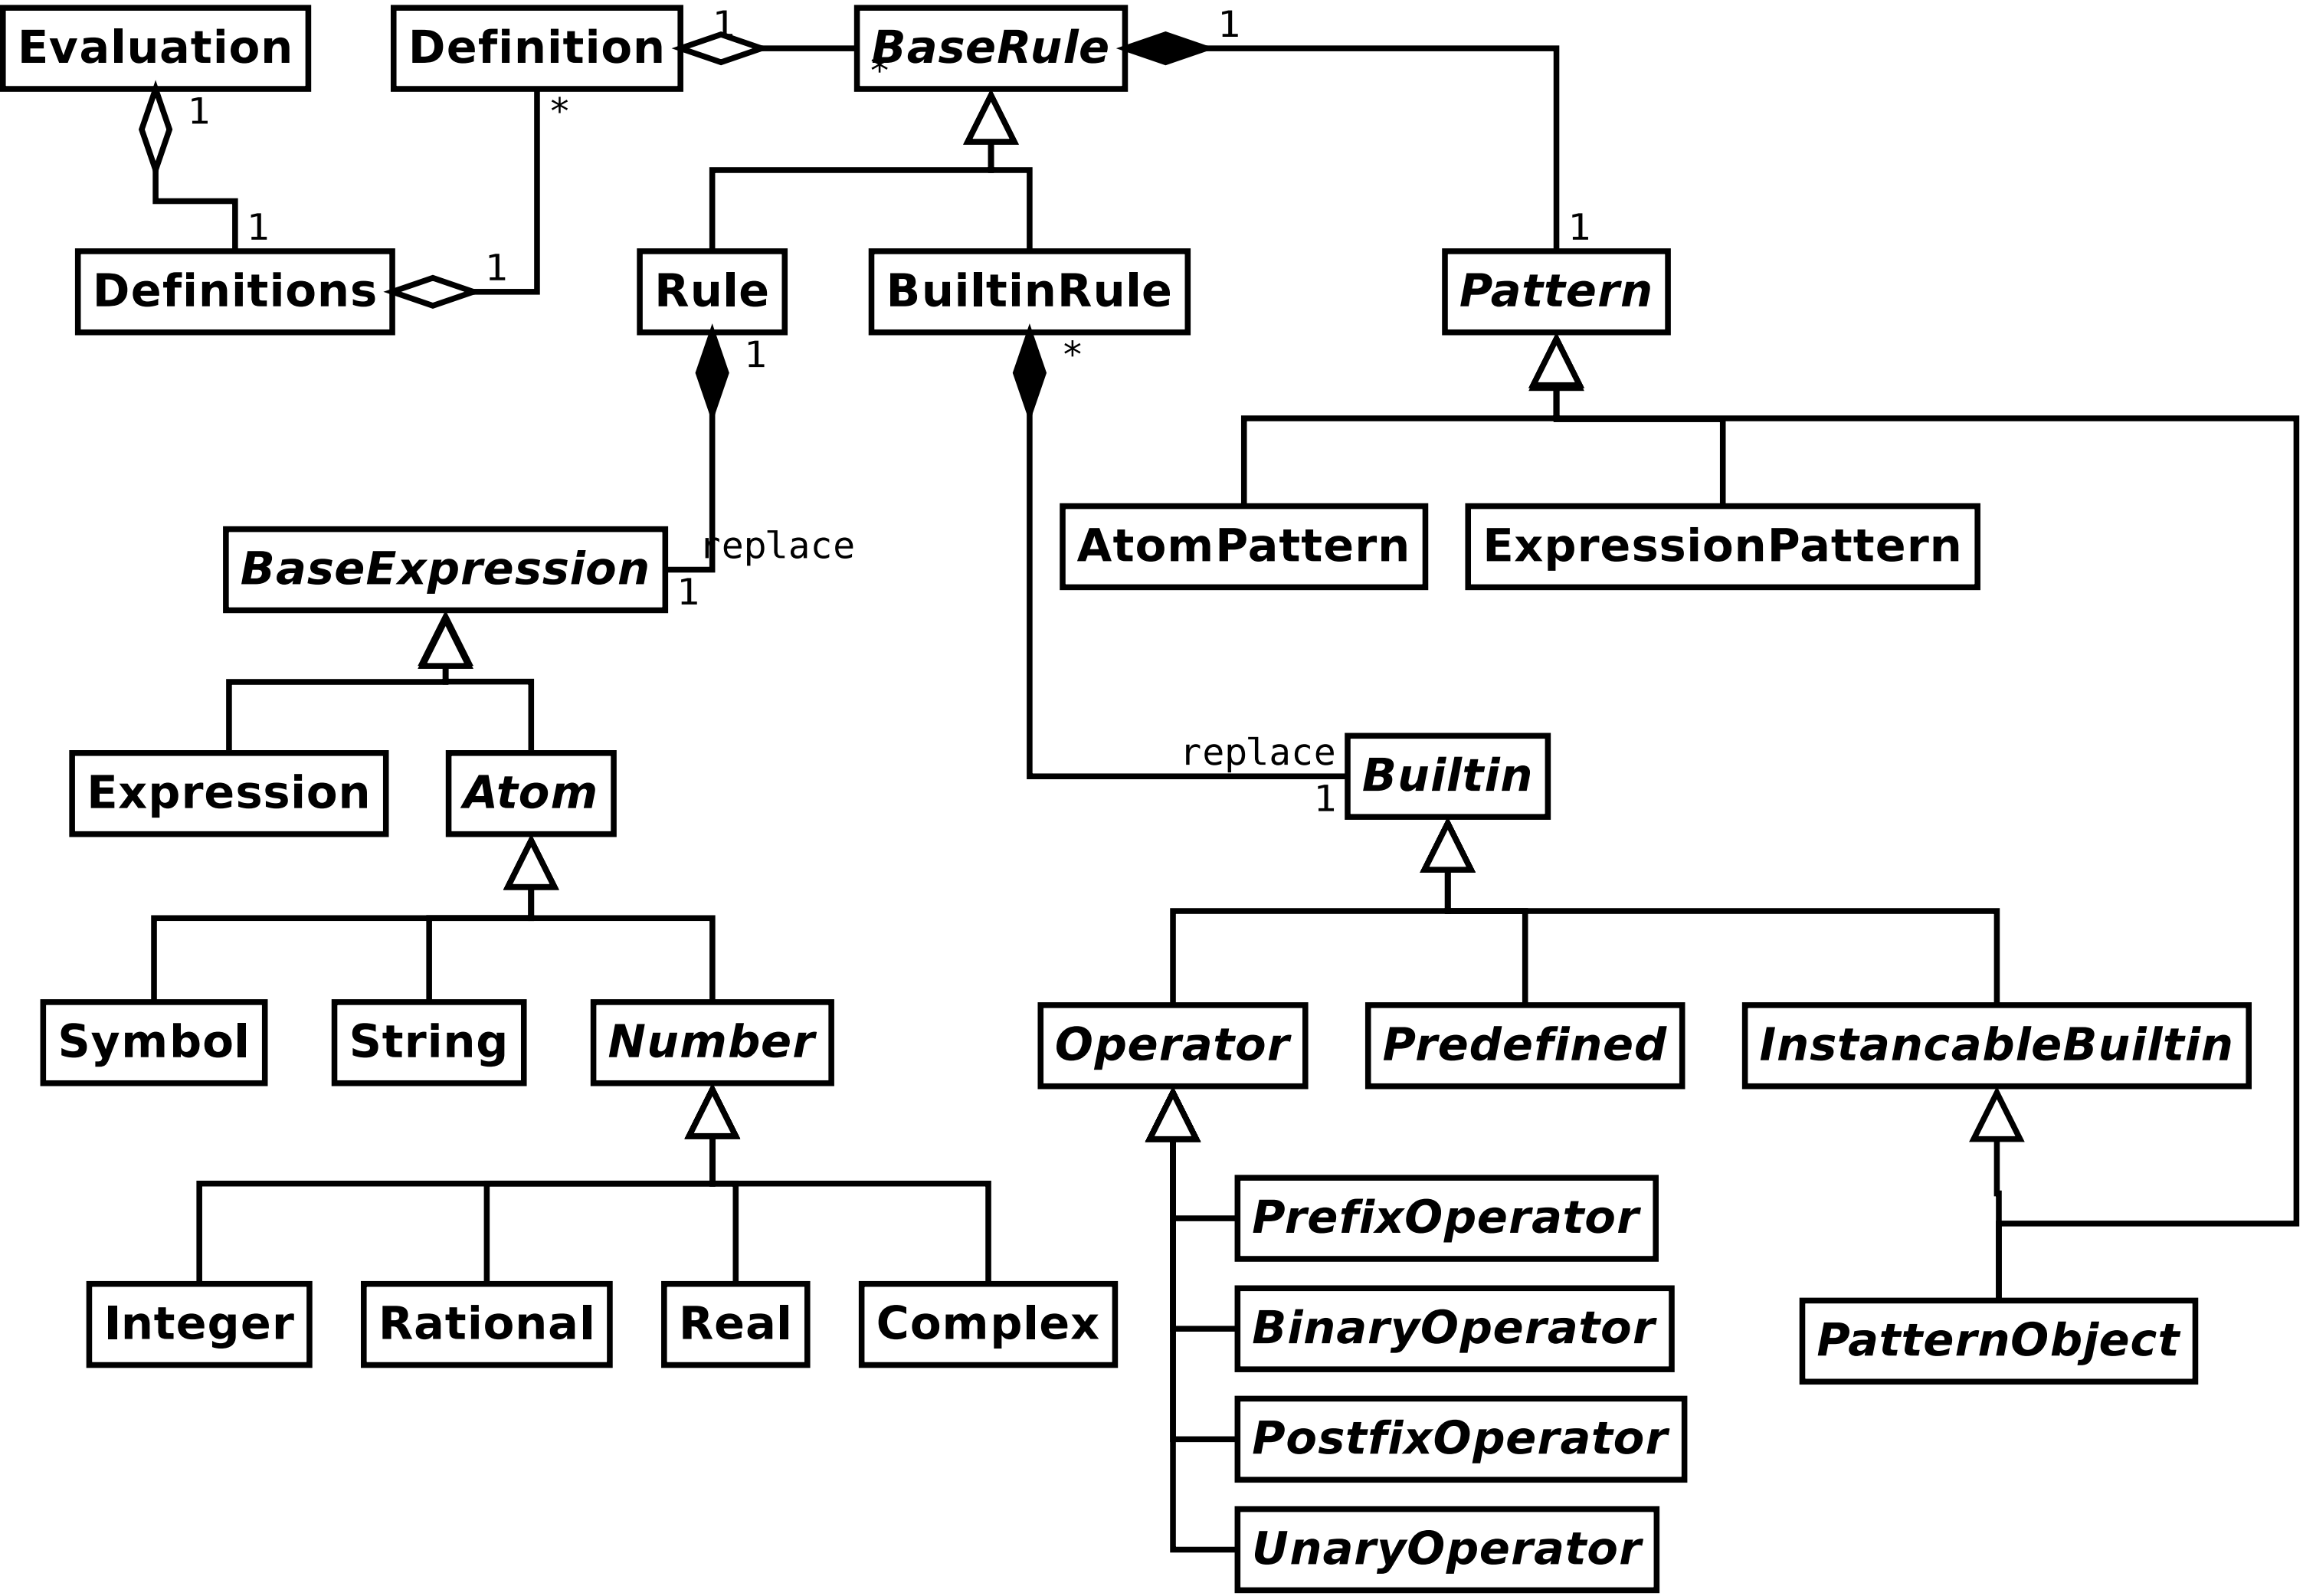 Evaluation
1
Definition
*
1
BaseRule
*
1
1
Definitions
1
Rule
1
BuiltinRule
*
1
Pattern
AtomPattern
ExpressionPattern
BaseExpression
replace
1
Expression
Atom
replace
1
Builtin
Symbol
String
Number
Operator
Predefined
InstancableBuiltin
Integer
Rational
Real
Complex
PrefixOperator
BinaryOperator
PostfixOperator
UnaryOperator
PatternObject